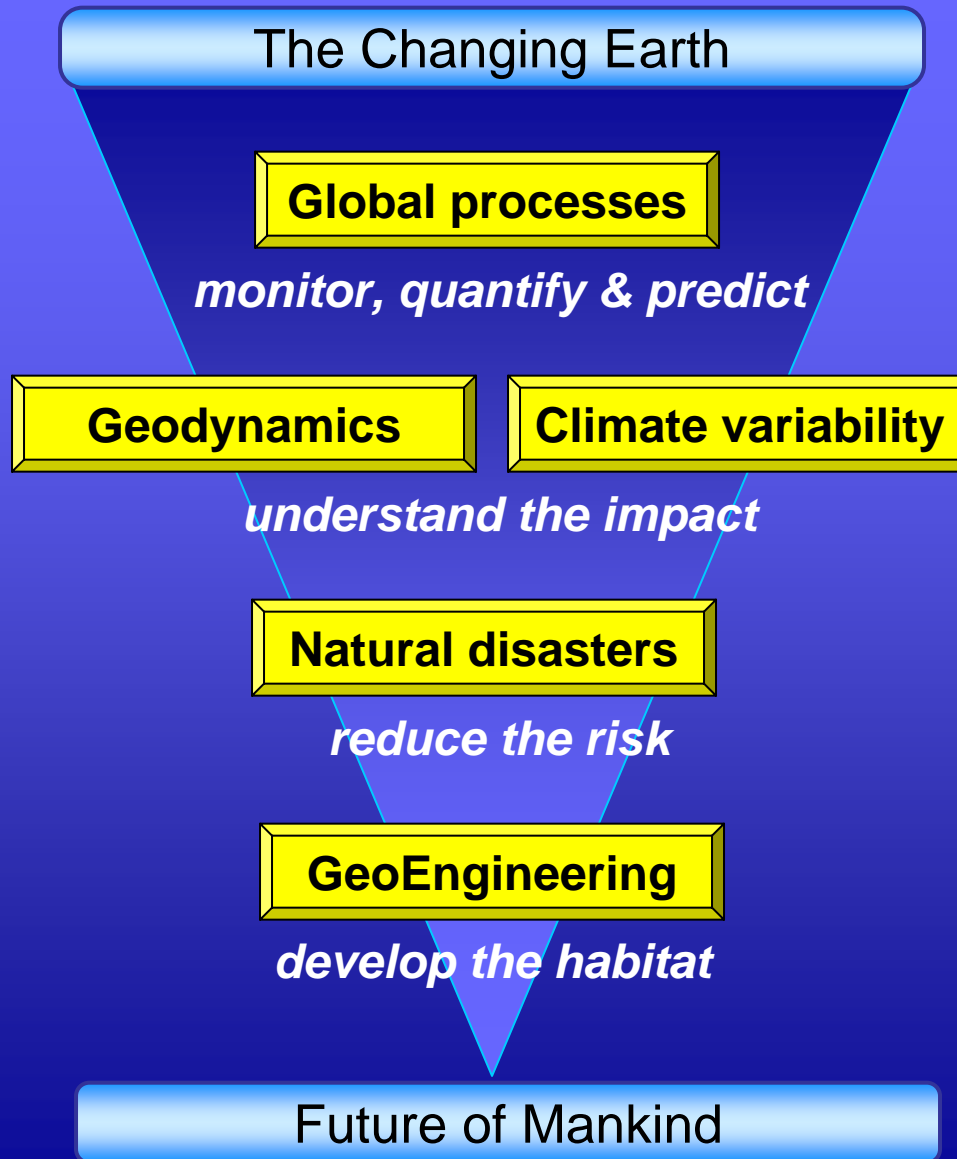 The Changing Earth
Global processes
monitor, quantify & predict
Geodynamics
Climate variability
understand the impact
Natural disasters
reduce the risk
GeoEngineering
develop the habitat
Future of Mankind